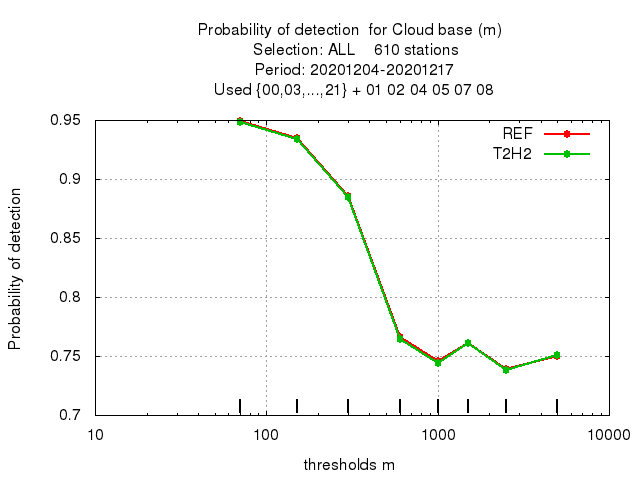 Probability of detection  for Cloud base (m)
Selection: ALL    610 stations
Period: 20201204-20201217
Used {00,03,...,21} + 01 02 04 05 07 08
REF
T2H2
0.95
0.9
0.85
0.8
0.75
0.7
Probability of detection
10
100
1000
10000
thresholds m